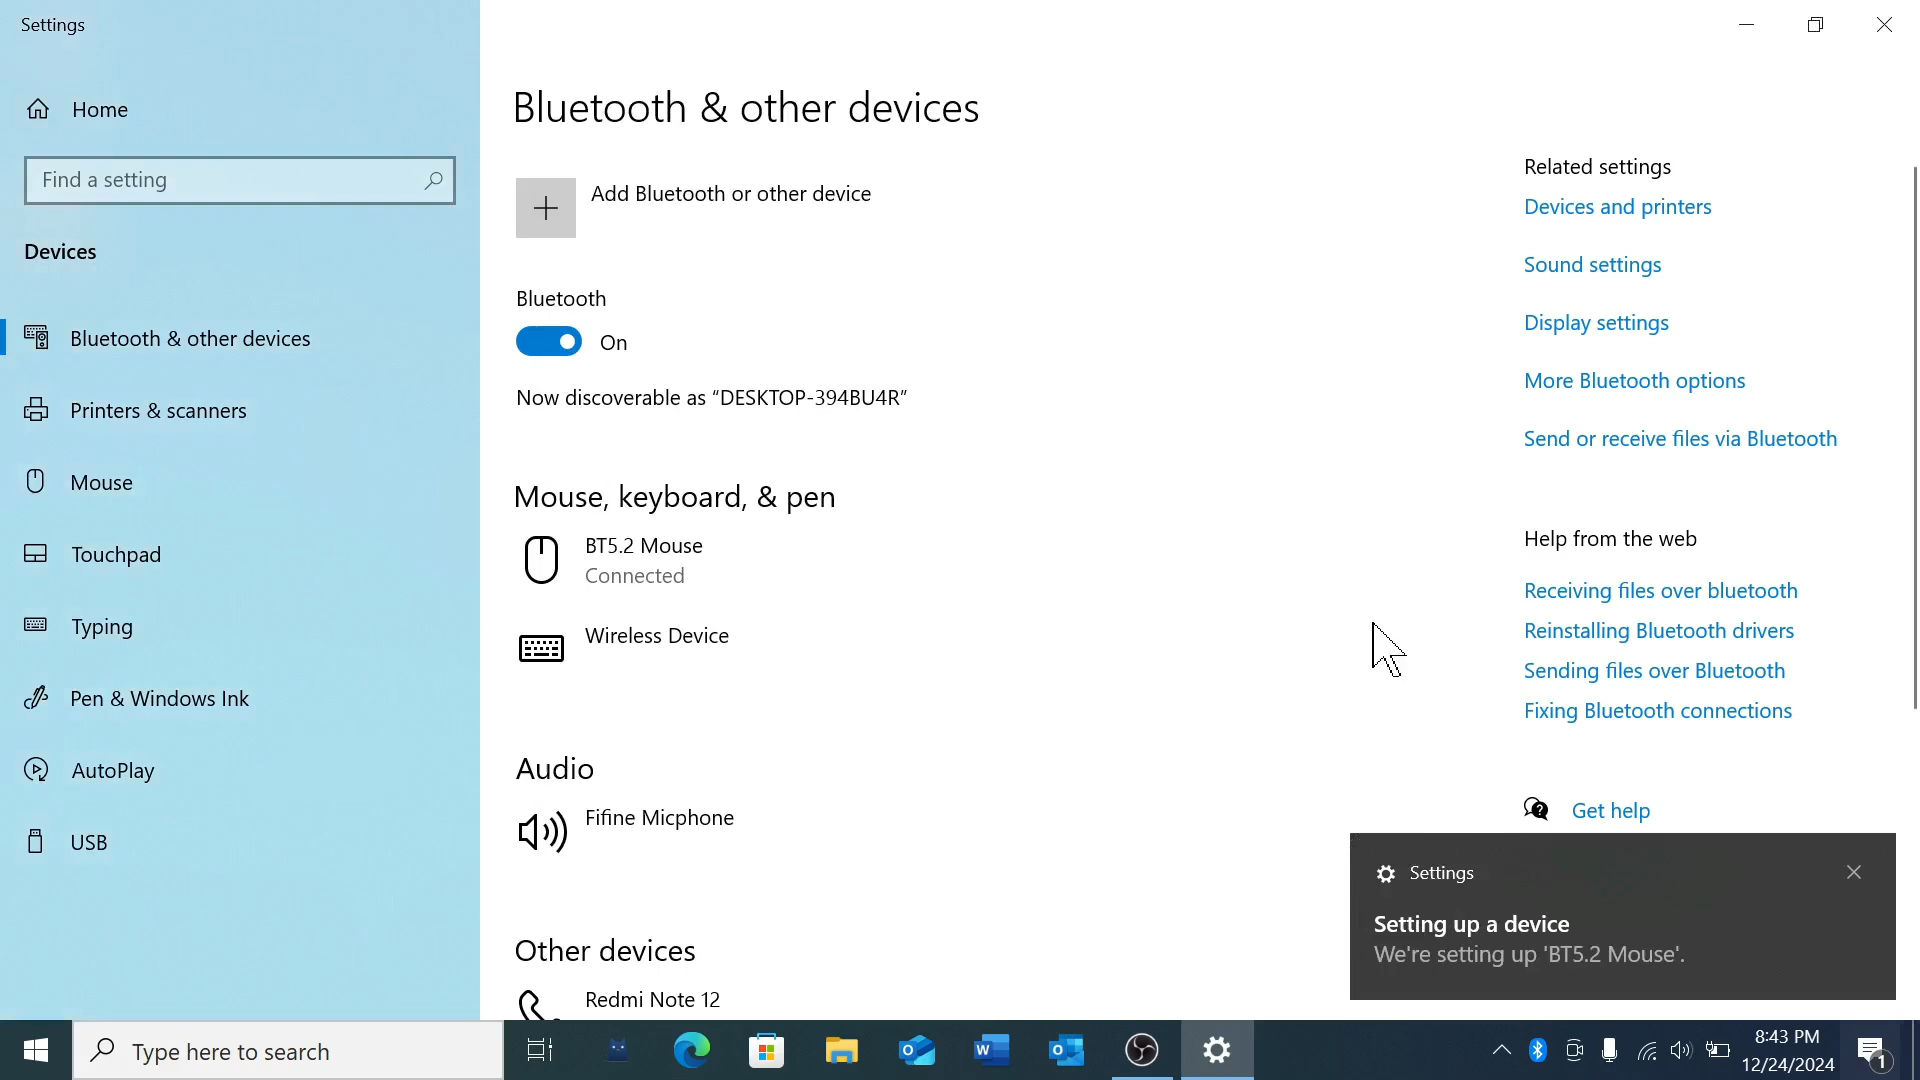 Settings
Home
Find a setting
Devices
Bluetooth & other devices
Printers & scanners
Mouse
Touchpad
Typing
Pen & Windows Ink
AutoPlay
USB
Bluetooth & other devices
Add Bluetooth or other device
Bluetooth
On
Now discoverable as “DESKTOP-394BU4R”
Mouse, keyboard, & pen
BT5.2 Mouse
Connected
Wireless Device
Audio
Fifine Micphone
Other devices
Redmi Note 12
Related settings
Devices and printers
Sound settings
Display settings
More Bluetooth options
Send or receive files via Bluetooth
Help from the web
Receiving files over bluetooth
Reinstalling Bluetooth drivers
Sending files over Bluetooth
Fixing Bluetooth connections
Get help
Settings
Setting up a device
We're setting up 'BT5.2 Mouse'.
Type here to search
8:43 PM
12/24/2024
1